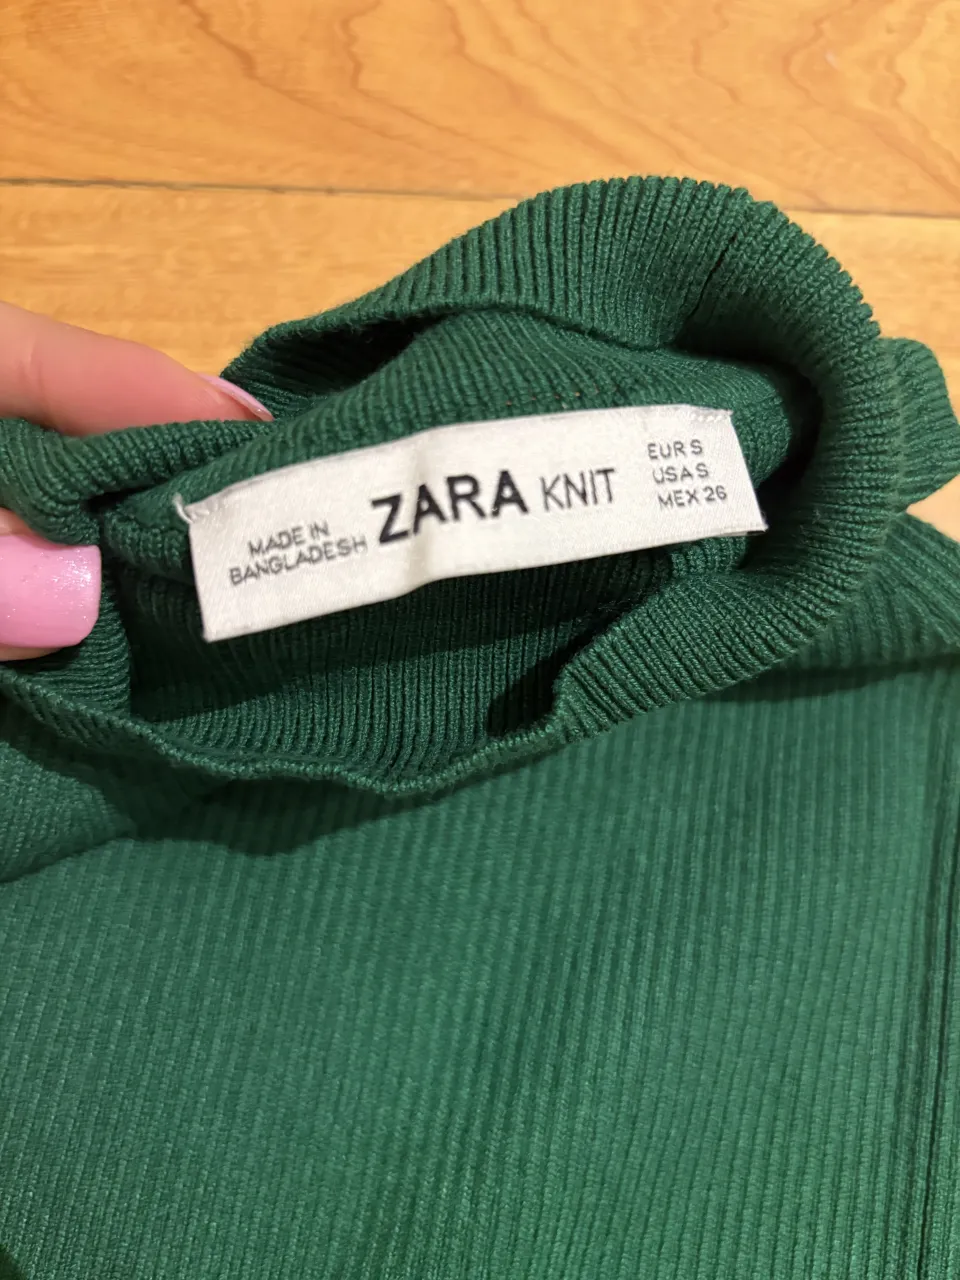 MADE IN
BANGLADESH
ZARA KNIT
EUR S
USA S
MEX 26